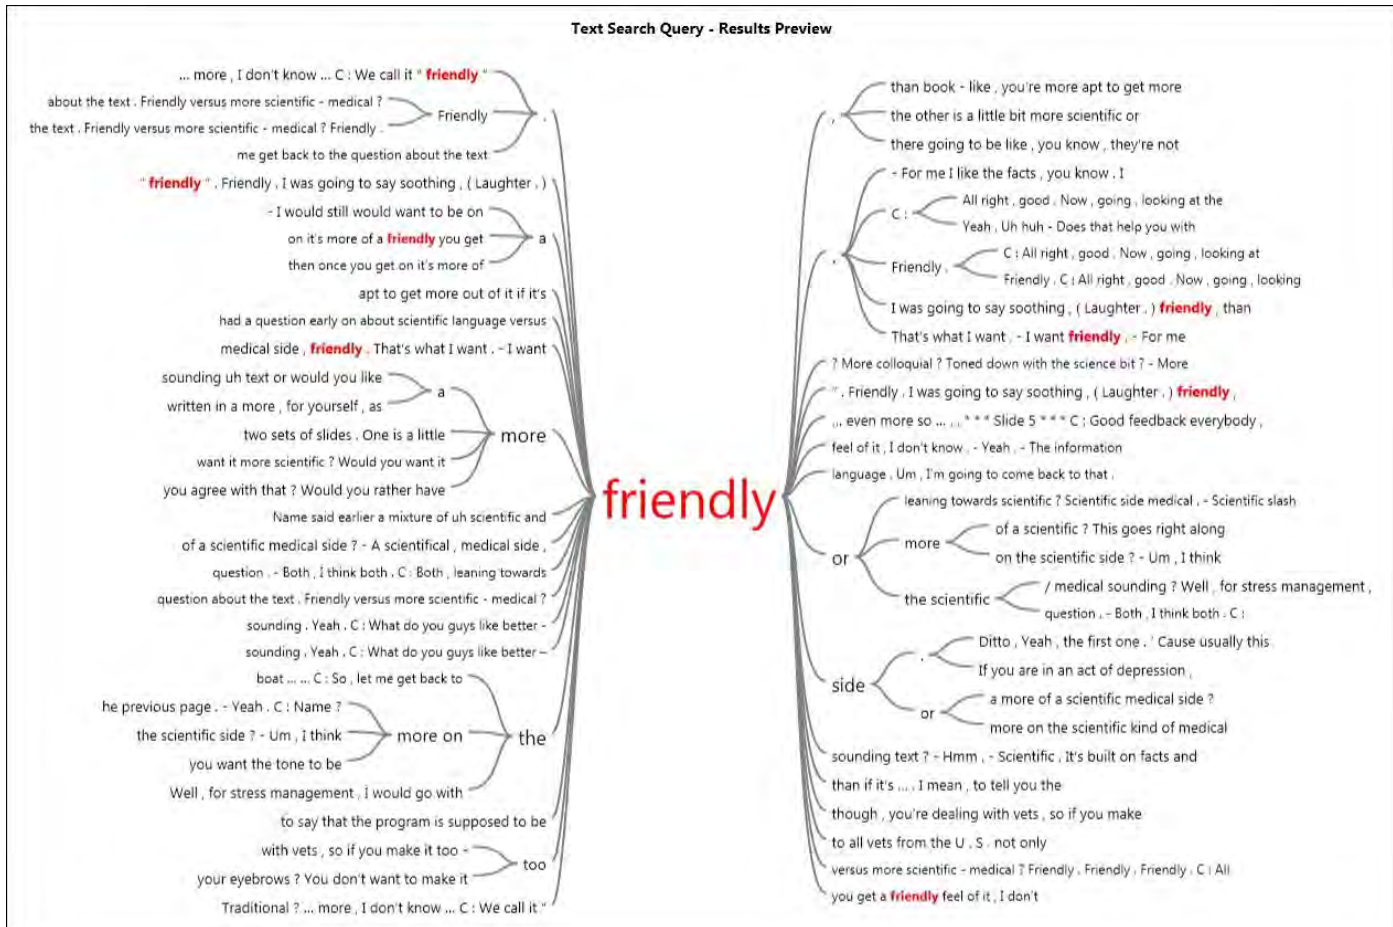 Text Search Query - Results Preview
... more , I don't know ... C : We call it " friendly "
about the text . Friendly versus more scientific - medical ?
the text . Friendly versus more scientific - medical ? Friendly .
Friendly
.
me get back to the question about the text
" friendly " . Friendly , I was going to say soothing , ( Laughter . )
- I would still would want to be on
on it's more of a friendly you get
then once you get on it's more of
a
apt to get more out of it if it's
had a question early on about scientific language versus
medical side , friendly . That's what I want . - I want
sounding uh text or would you like
written in a more , for yourself , as
a
two sets of slides . One is a little
want it more scientific ? Would you want it
you agree with that ? Would you rather have
more
Name said earlier a mixture of uh scientific and
of a scientific medical side ? - A scientifical , medical side ,
question . - Both , i think both . C : Both , leaning towards
question about the text . Friendly versus more scientific - medical ?
sounding . Yeah . C : What do you guys like better -
sounding . Yeah . C : What do you guys like better –
boat ... ... C : So , let me get back to
he previous page . - Yeah . C : Name ?
the scientific side ? - Um , i think
you want the tone to be
more on
Well , for stress management , i would go with
the
to say that the program is supposed to be
with vets , so if you make it too -
your eyebrows ? You don't want to make it
too
Traditional ? ... more , I don't know ... C : We call it "
friendly
,
than book - like , you're more apt to get more
the other is a little bit more scientific or
there going to be like , you know , they're not
.
- For me I like the facts , you know . I
C :
All right , good . Now , going , looking at the
Yeah . Uh huh - Does that help you with
Friendly .
C : All right , good . Now , going , looking at
Friendly . C : All right , good . Now , going , looking
I was going to say soothing , ( Laughter . ) friendly , than
That's what I want . - I want friendly . - For me
? More colloquial ? Toned down with the science bit ? - More
" . Friendly . I was going to say soothing , ( Laughter . ) friendly ,
... even more so ... . . * * * Slide 5 * * * C : Good feedback everybody ,
feel of it , I don't know . - Yeah . - The information
language . Um , I'm going to come back to that .
or
leaning towards scientific ? Scientific side medical . - Scientific slash
more
of a scientific ? This goes right along
on the scientific side ? - Um , I think
the scientific
/ medical sounding ? Well , for stress management ,
question . - Both , I think both . C :
side
.
Ditto , Yeah , the first one . ' Cause usually this
If you are in an act of depression ,
or
a more of a scientific medical side ?
more on the scientific kind of medical
sounding text ? - Hmm . - Scientific , It's built on facts and
than if it's ... . I mean , to tell you the
though , you're dealing with vets , so if you make
to all vets from the U . S . not only
versus more scientific - medical ? Friendly . Friendly . Friendly . C : All
you get a friendly feel of it , I don't